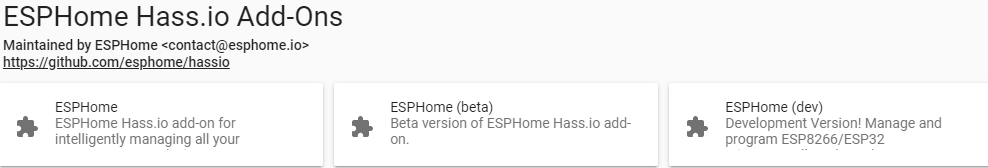 ESPHome Hass.io Add-Ons
Maintained by ESPHome <contact@esphome.io>
https://github.com/esphome/hassio
ESPHome
ESPHome Hass.io add-on for
intelligently managing all your
ESPHome (beta)
Beta version of ESPHome Hass.io add-
on.
ESPHome (dev)
Development Version! Manage and
program ESP8266/ESP32